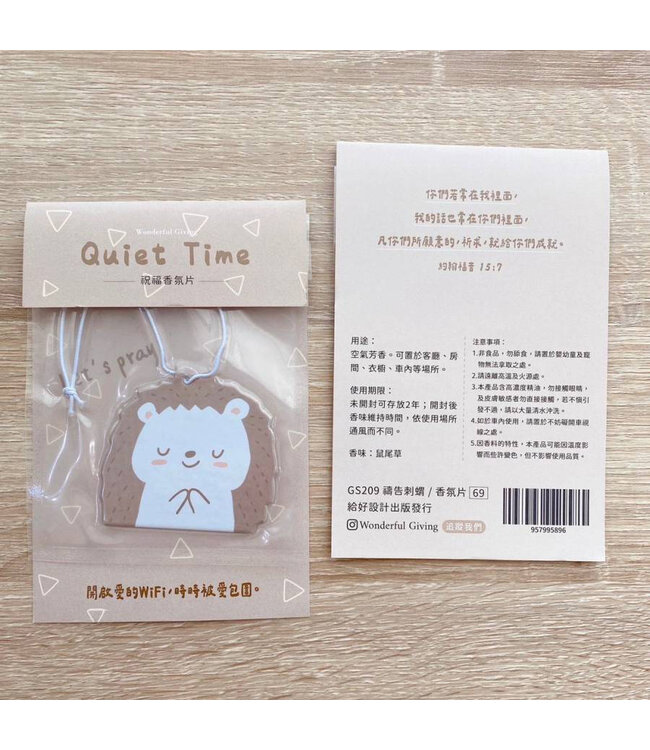 Wonderful Giving
Quiet Time
祝福香氛片
Let's pray
開啟愛的WiFi,時時被愛包圍。
你們若常在我裡面,
我的話也常在你們裡面,
凡你們所願意的,祈求,就給你們成就。
約翰福音 15:7
用途:
空氣芳香。可置於客廳、房
間、衣櫥、車內等場所。
使用期限:
未開封可存放2年;開封後
香味維持時間,依使用場所
通風而不同。
香味:鼠尾草
注意事項:
1.非食品,勿舔食,請置於嬰幼童及寵
物無法拿取之處。
2.請遠離高溫及火源處。
3.本產品含高濃度精油,勿接觸眼睛,
及皮膚敏感者勿直接接觸,若不慎引
發不適,請以大量清水沖洗。
4.如於車內使用,請置於不妨礙開車視
線之處。
5.因香料的特性,本產品可能因溫度影
響而些許變色,但不影響使用品質。
GS209 禱告刺蝟 / 香氛片 69
給好設計出版發行
Wonderful Giving 追蹤我們
957995896